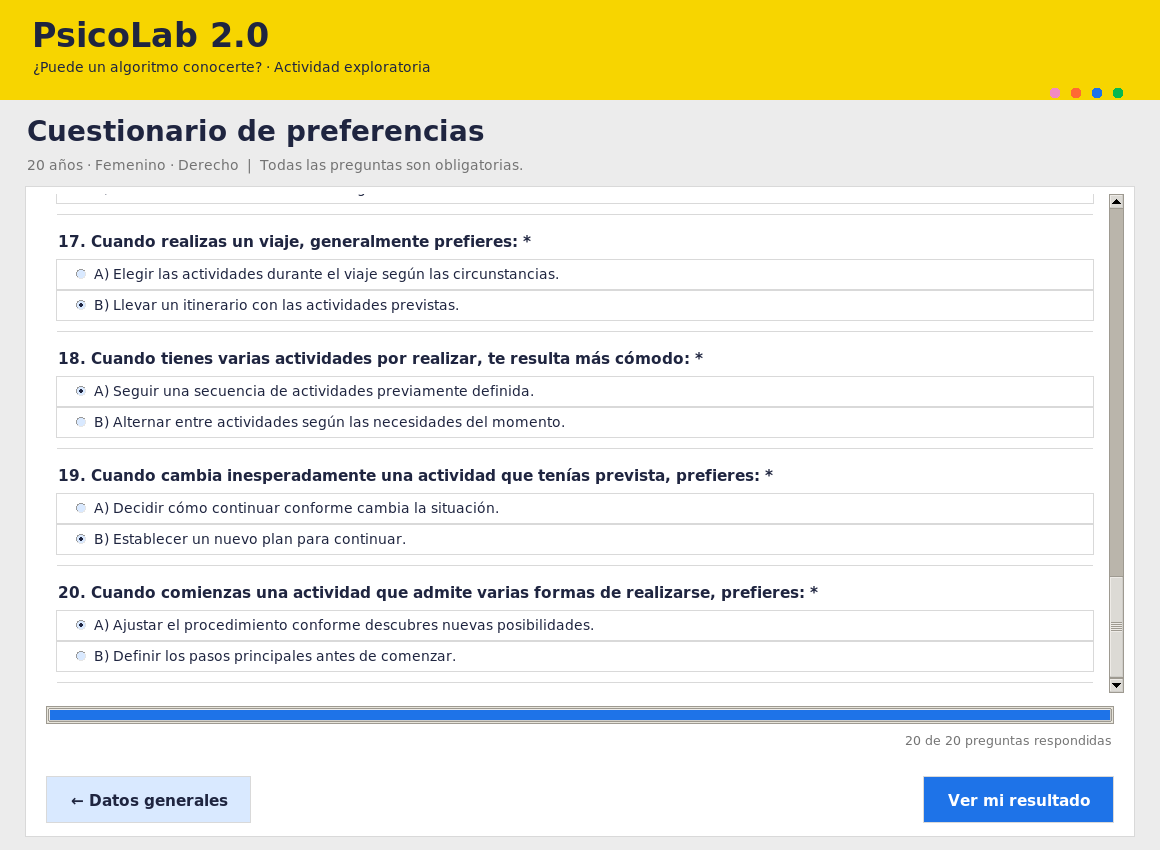 PsicoLab 2.0
¿Puede un algoritmo conocerte? · Actividad exploratoria
Cuestionario de preferencias
20 años · Femenino · Derecho | Todas las preguntas son obligatorias.
17. Cuando realizas un viaje, generalmente prefieres: *
A) Elegir las actividades durante el viaje según las circunstancias.
B) Llevar un itinerario con las actividades previstas.
18. Cuando tienes varias actividades por realizar, te resulta más cómodo: *
A) Seguir una secuencia de actividades previamente definida.
B) Alternar entre actividades según las necesidades del momento.
19. Cuando cambia inesperadamente una actividad que tenías prevista, prefieres: *
A) Decidir cómo continuar conforme cambia la situación.
B) Establecer un nuevo plan para continuar.
20. Cuando comienzas una actividad que admite varias formas de realizarse, prefieres: *
A) Ajustar el procedimiento conforme descubres nuevas posibilidades.
B) Definir los pasos principales antes de comenzar.
20 de 20 preguntas respondidas
← Datos generales
Ver mi resultado